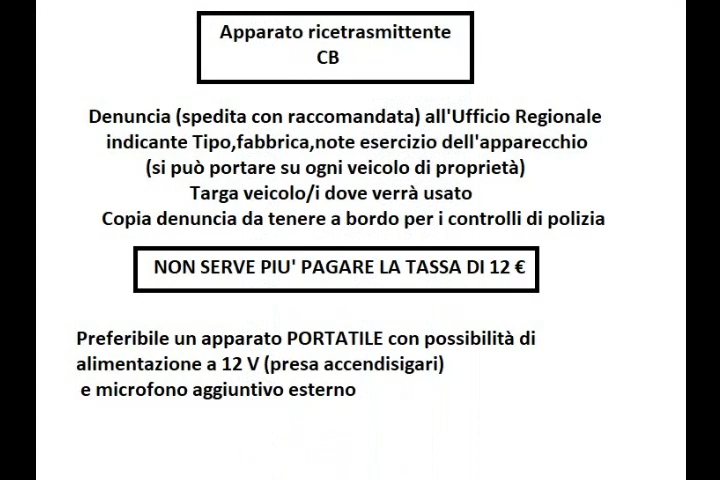 Apparato ricetrasmittente
CB
Denuncia (spedita con raccomandata) all'Ufficio Regionale
indicante Tipo,fabbrica,note esercizio dell'apparecchio
(si può portare su ogni veicolo di proprietà)
Targa veicolo/i dove verrà usato
Copia denuncia da tenere a bordo per i controlli di polizia
NON SERVE PIU' PAGARE LA TASSA DI 12 €
Preferibile un apparato PORTATILE con possibilità di
alimentazione a 12 V (presa accendisigari)
e microfono aggiuntivo esterno